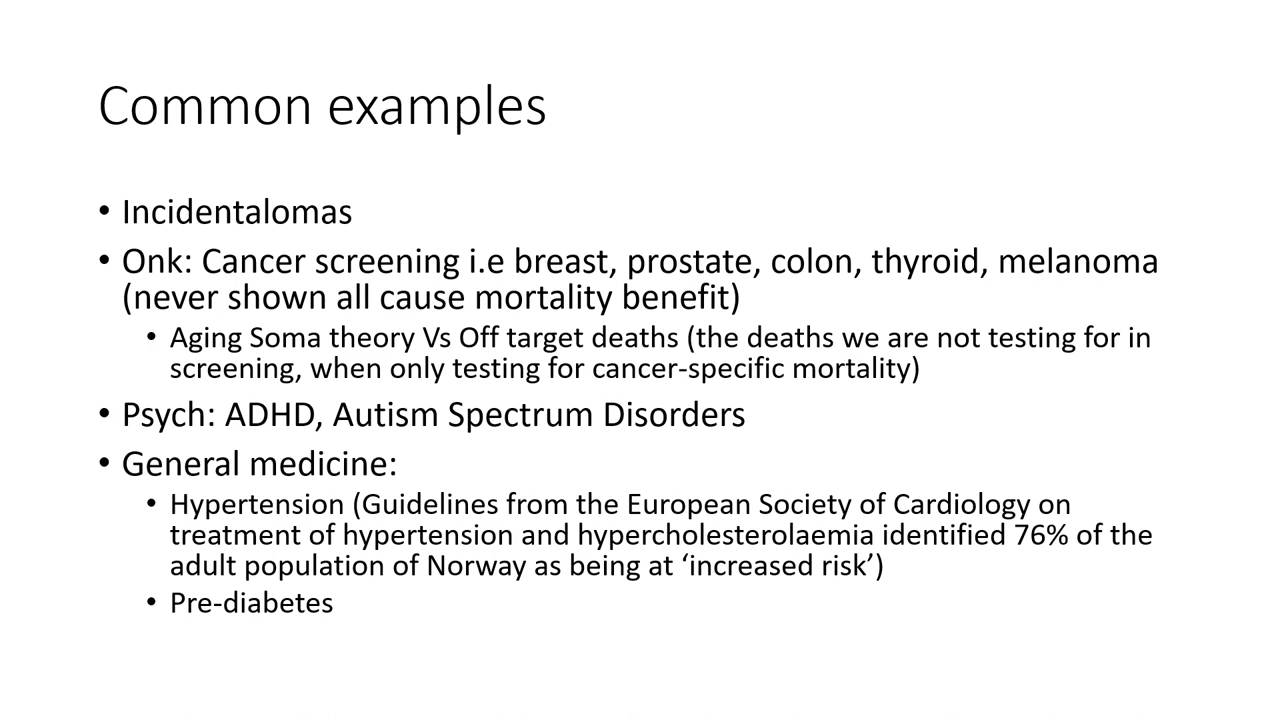 Common examples
• Incidentalomas
• Onk: Cancer screening i.e breast, prostate, colon, thyroid, melanoma
(never shown all cause mortality benefit)
• Aging Soma theory Vs Off target deaths (the deaths we are not testing for in
screening, when only testing for cancer-specific mortality)
• Psych: ADHD, Autism Spectrum Disorders
• General medicine:
• Hypertension (Guidelines from the European Society of Cardiology on
treatment of hypertension and hypercholesterolaemia identified 76% of the
adult population of Norway as being at ‘increased risk’)
• Pre-diabetes